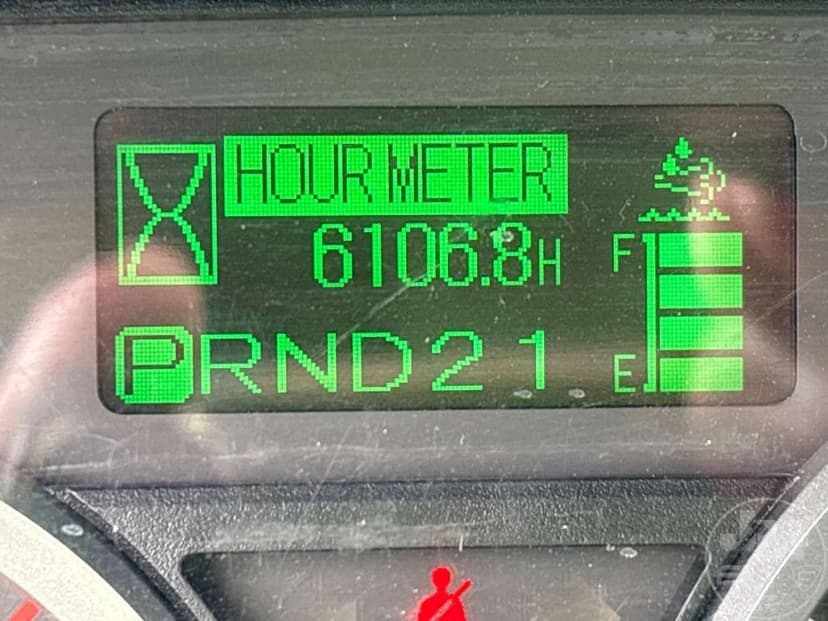 HOUR METER
6106.8H
F
PRND21
E